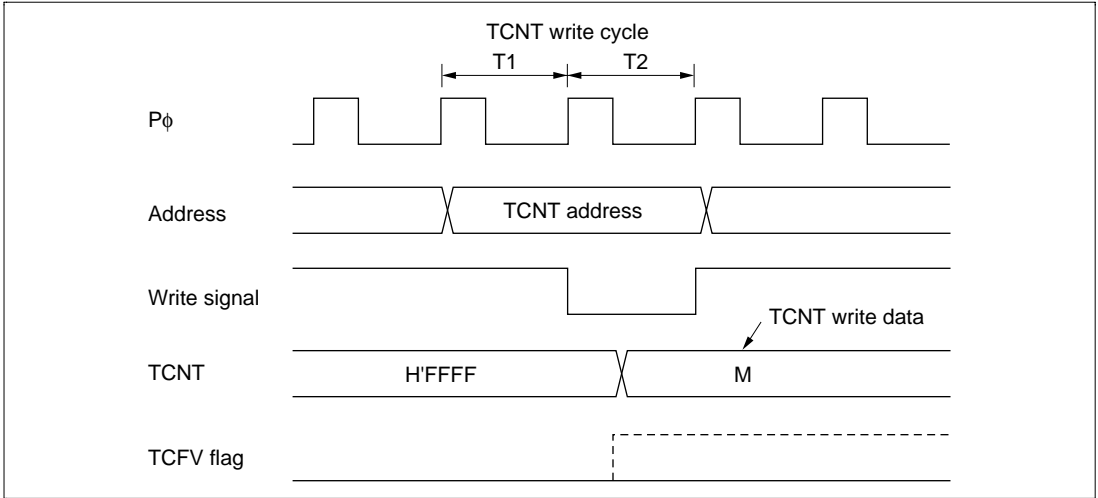 TCNT write cycle
T1 T2
Pϕ
Address TCNT address
Write signal
TCNT write data
TCNT H'FFFF M
TCFV flag